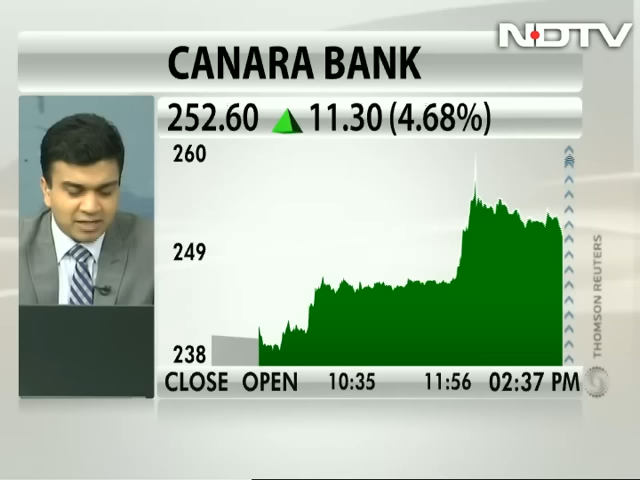 NDTV
CANARA BANK
252.60 11.30 (4.68%)
260
249
238
CLOSE OPEN 10:35 11:56 02:37 PM
THOMSON REUTERS